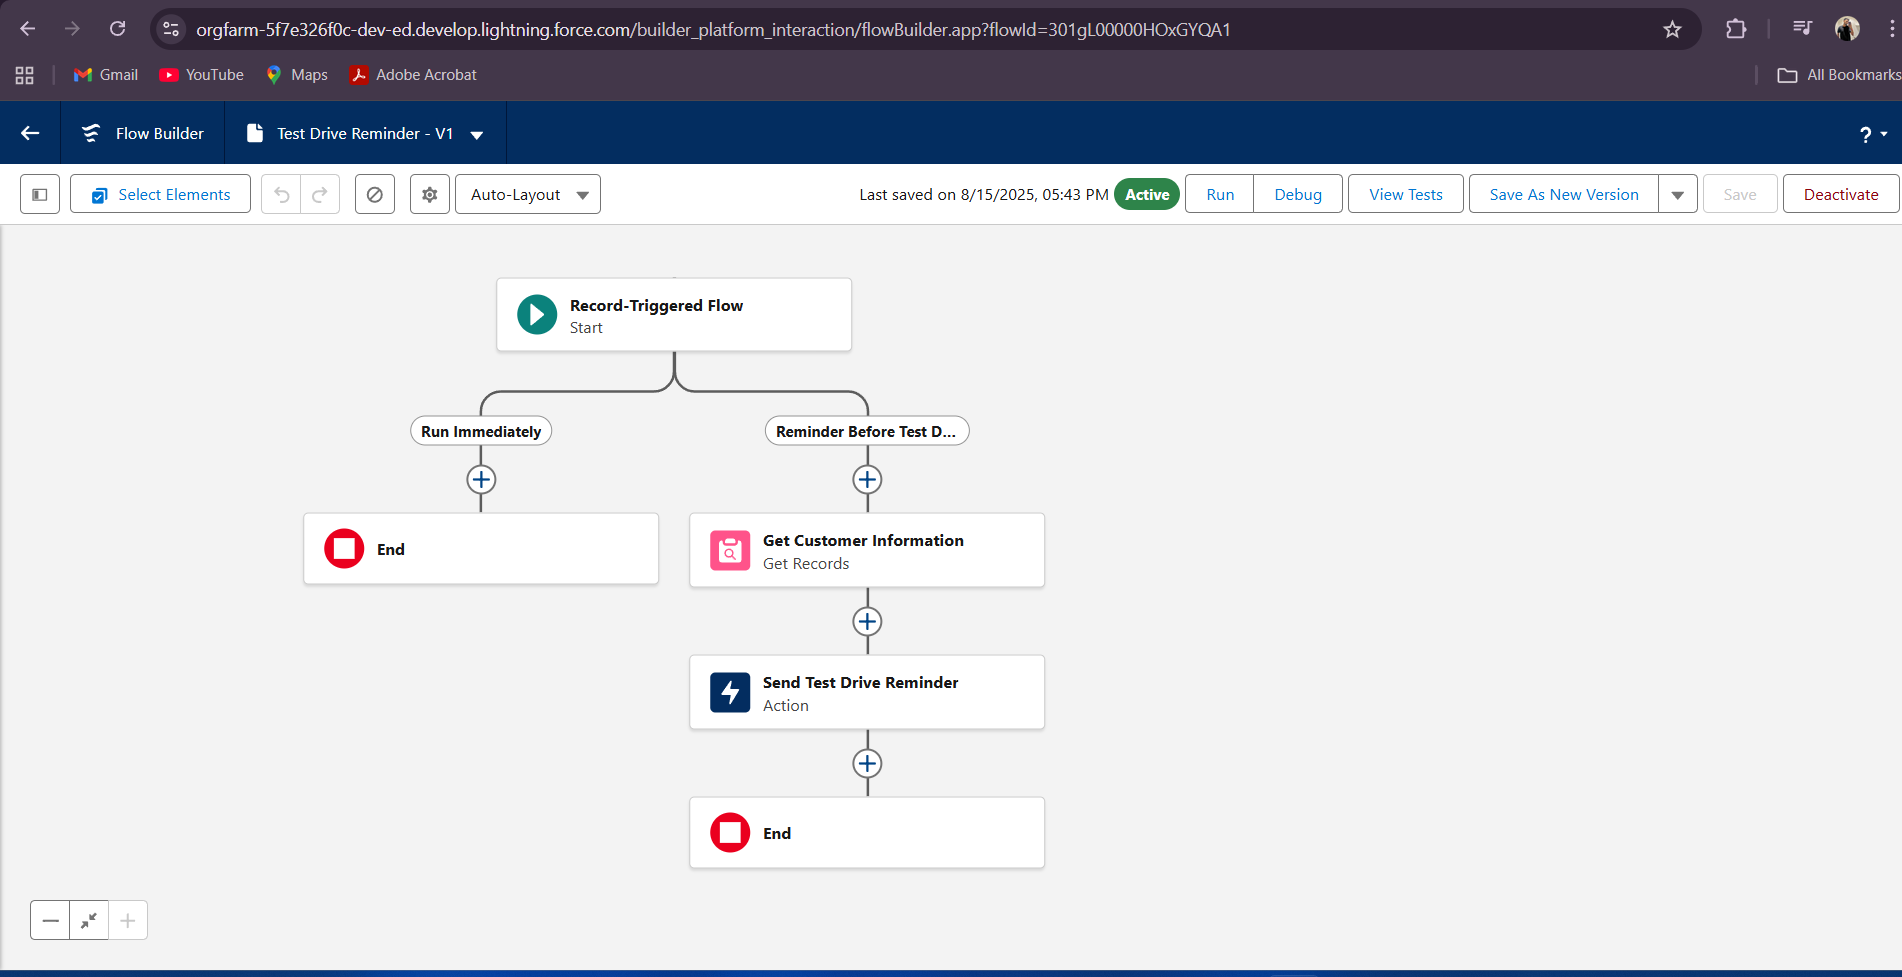 orgfarm-5f7e326f0c-dev-ed.develop.lightning.force.com/builder_platform_interaction/flowBuilder.app?flowId=301gL00000HOxGYQA1
Gmail YouTube Maps Adobe Acrobat All Bookmarks
Flow Builder Test Drive Reminder - V1 ?
Select Elements Auto-Layout Last saved on 8/15/2025, 05:43 PM Active Run Debug View Tests Save As New Version Save Deactivate
Record-Triggered Flow
Start
Run Immediately Reminder Before Test D...
End
Get Customer Information
Get Records
Send Test Drive Reminder
Action
End